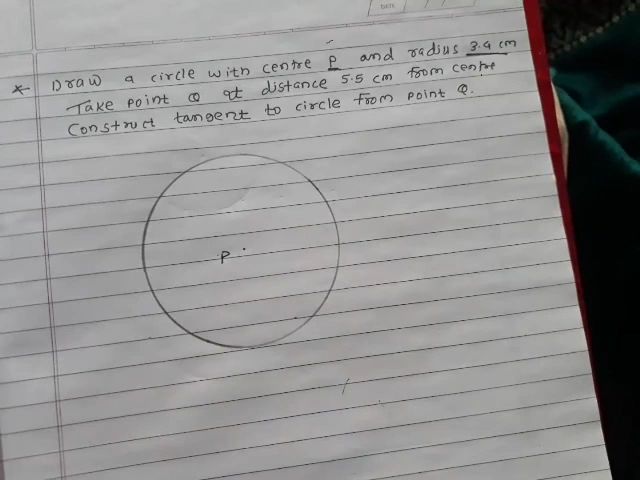 * Draw a circle with centre P and radius 3.4 cm
Take point Q at distance 5.5 cm from centre
Construct tangent to circle from point Q.
P